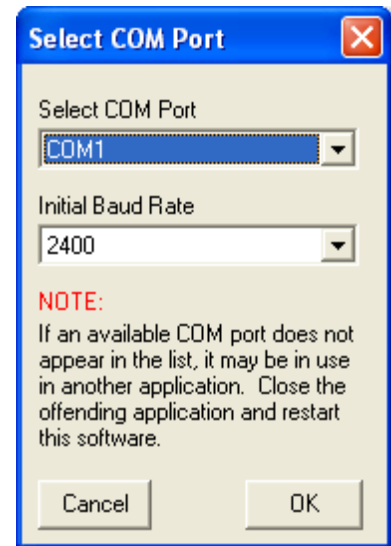 Select COM Port
Select COM Port
COM1
Initial Baud Rate
2400
NOTE:
If an available COM port does not
appear in the list, it may be in use
in another application.  Close the
offending application and restart
this software.
Cancel OK